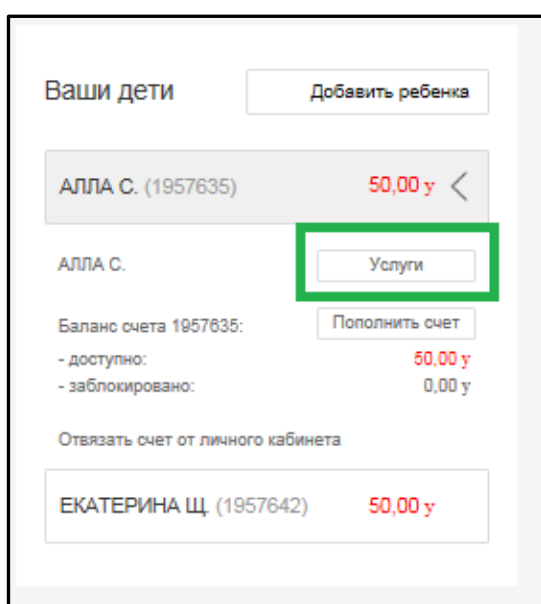 Ваши дети
Добавить ребенка
АЛЛА С. (1957635) 50,00 у
АЛЛА С.
Услуги
Баланс счета 1957635:
Пополнить счет
- доступно: 50,00 у
- заблокировано: 0,00 у
Отвязать счет от личного кабинета
ЕКАТЕРИНА Щ. (1957642) 50,00 у